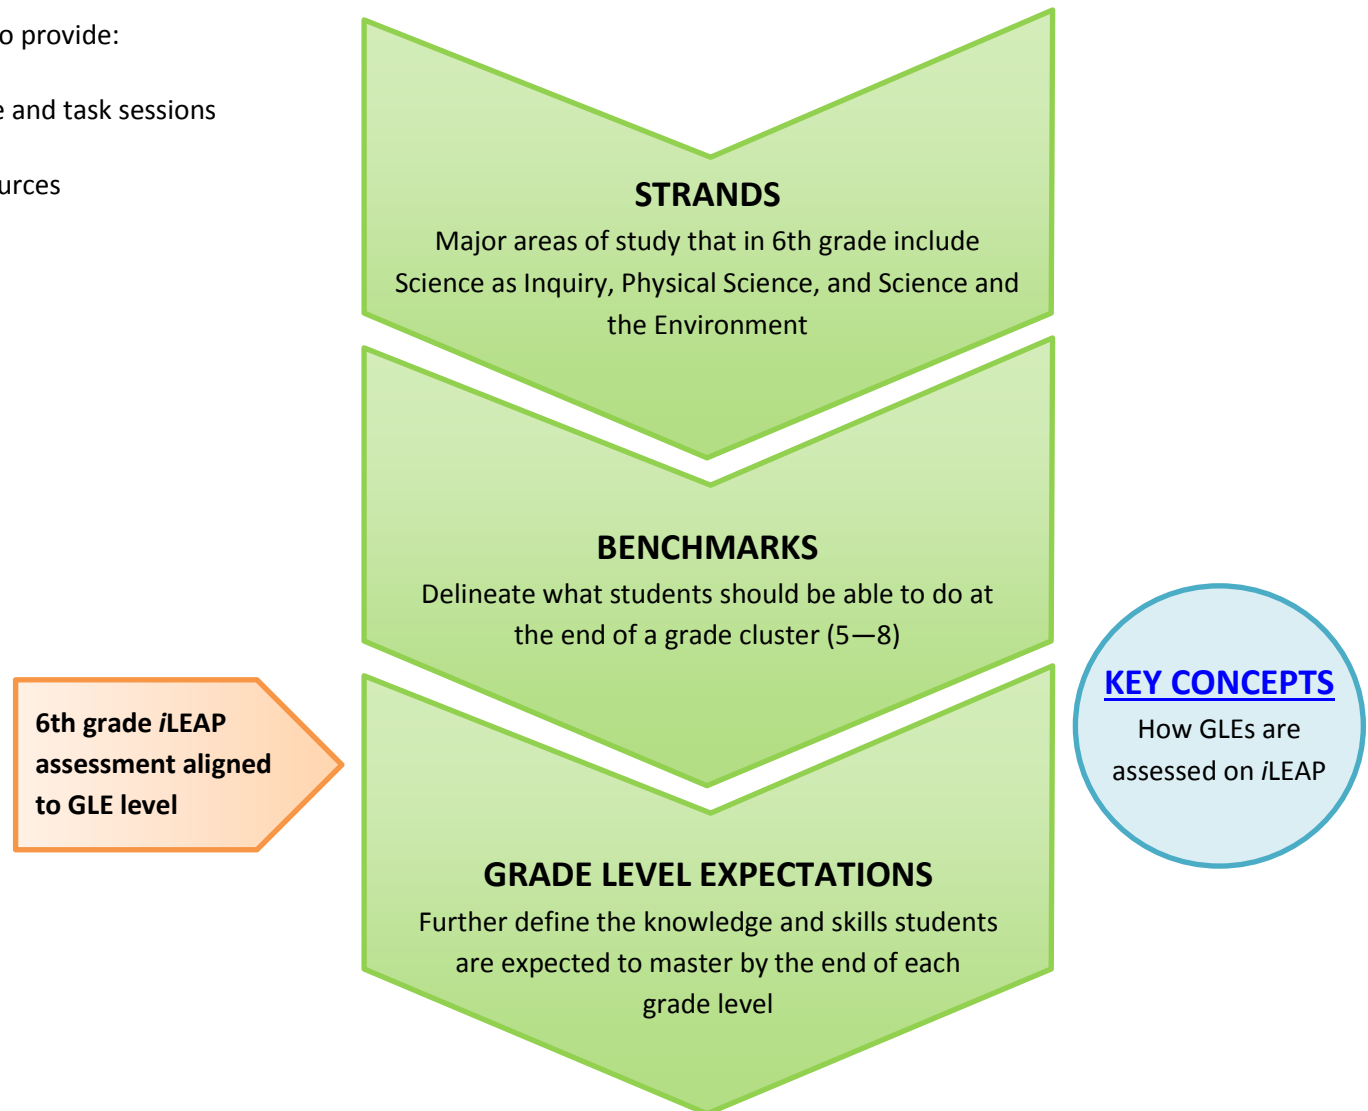 o provide:
e and task sessions
urces
STRANDS
Major areas of study that in 6th grade include
Science as Inquiry, Physical Science, and Science and
the Environment
BENCHMARKS
Delineate what students should be able to do at
the end of a grade cluster (5—8)
6th grade iLEAP
assessment aligned
to GLE level
KEY CONCEPTS
How GLEs are
assessed on iLEAP
GRADE LEVEL EXPECTATIONS
Further define the knowledge and skills students
are expected to master by the end of each
grade level